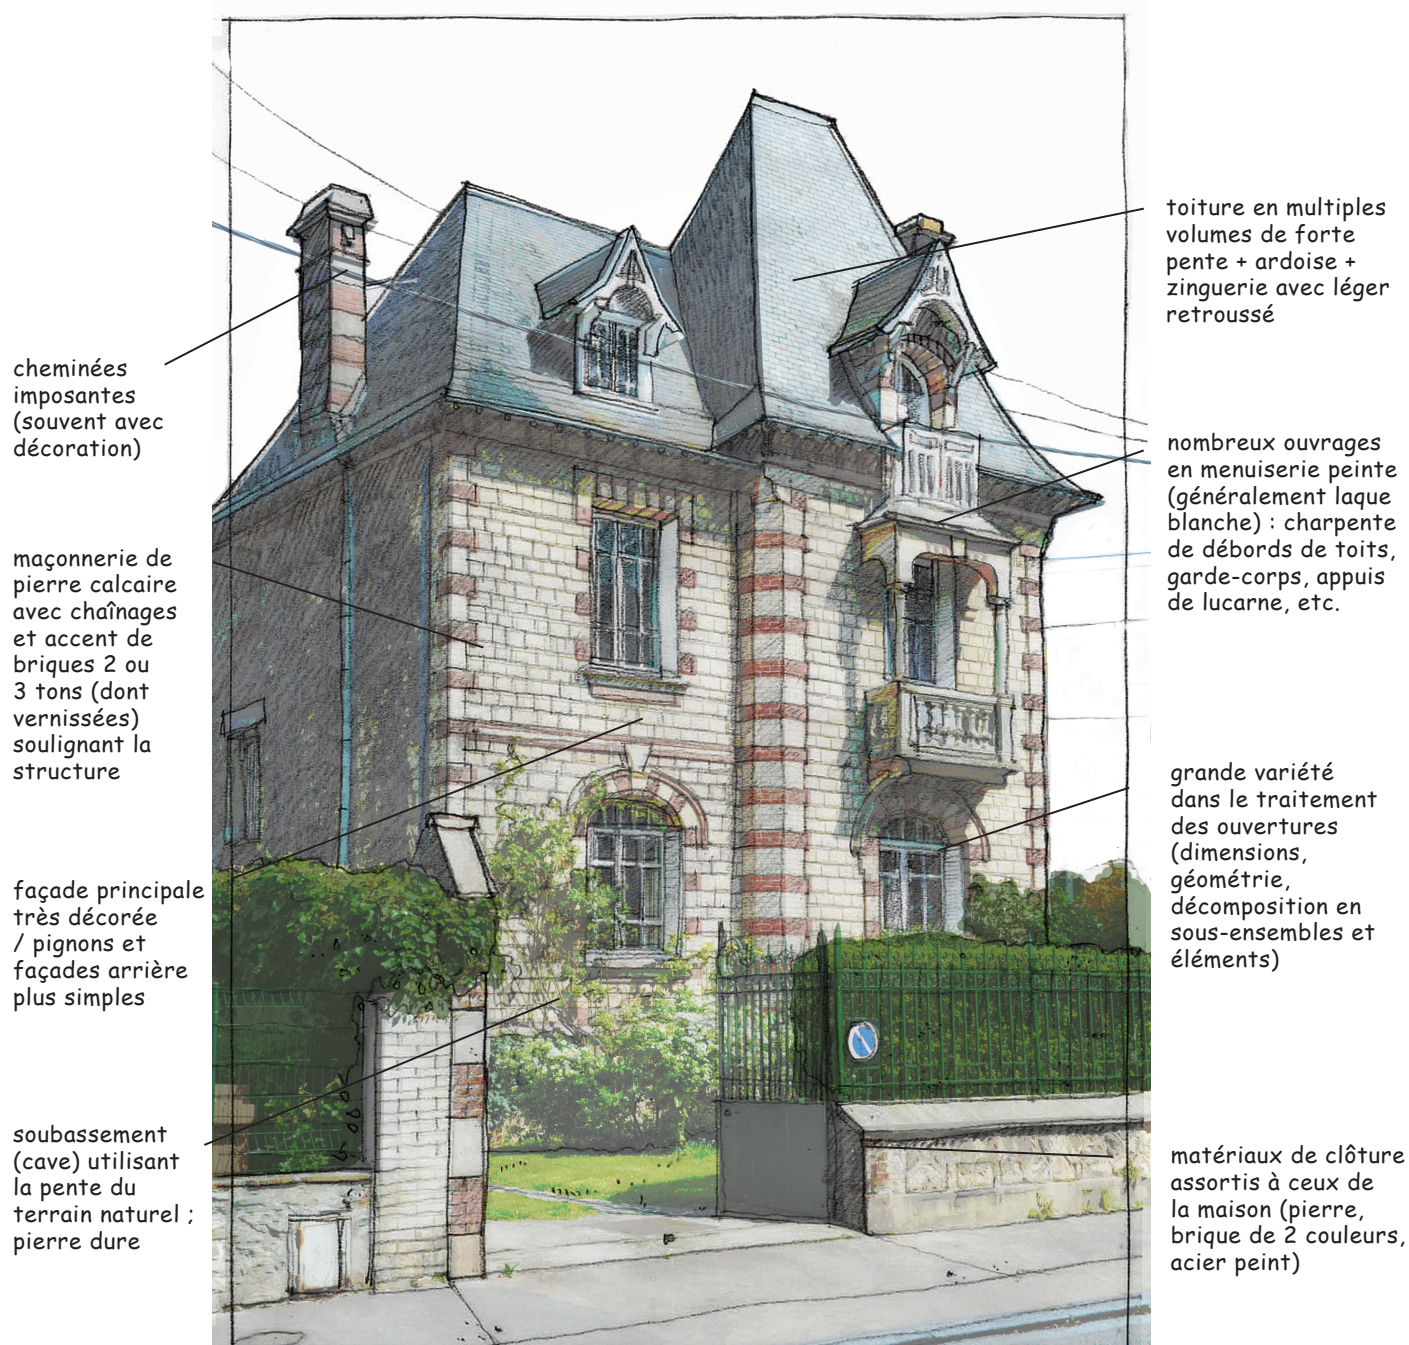 cheminées
imposantes
(souvent avec
décoration)
maçonnerie de
pierre calcaire
avec chaînages
et accent de
briques 2 ou
3 tons (dont
vernissées)
soulignant la
structure
façade principale
très décorée
/ pignons et
façades arrière
plus simples
soubassement
(cave) utilisant
la pente du
terrain naturel ;
pierre dure
toiture en multiples
volumes de forte
pente + ardoise +
zinguerie avec léger
retroussé
nombreux ouvrages
en menuiserie peinte
(généralement laque
blanche) : charpente
de débords de toits,
garde-corps, appuis
de lucarne, etc.
grande variété
dans le traitement
des ouvertures
(dimensions,
géométrie,
décomposition en
sous-ensembles et
éléments)
matériaux de clôture
assortis à ceux de
la maison (pierre,
brique de 2 couleurs,
acier peint)